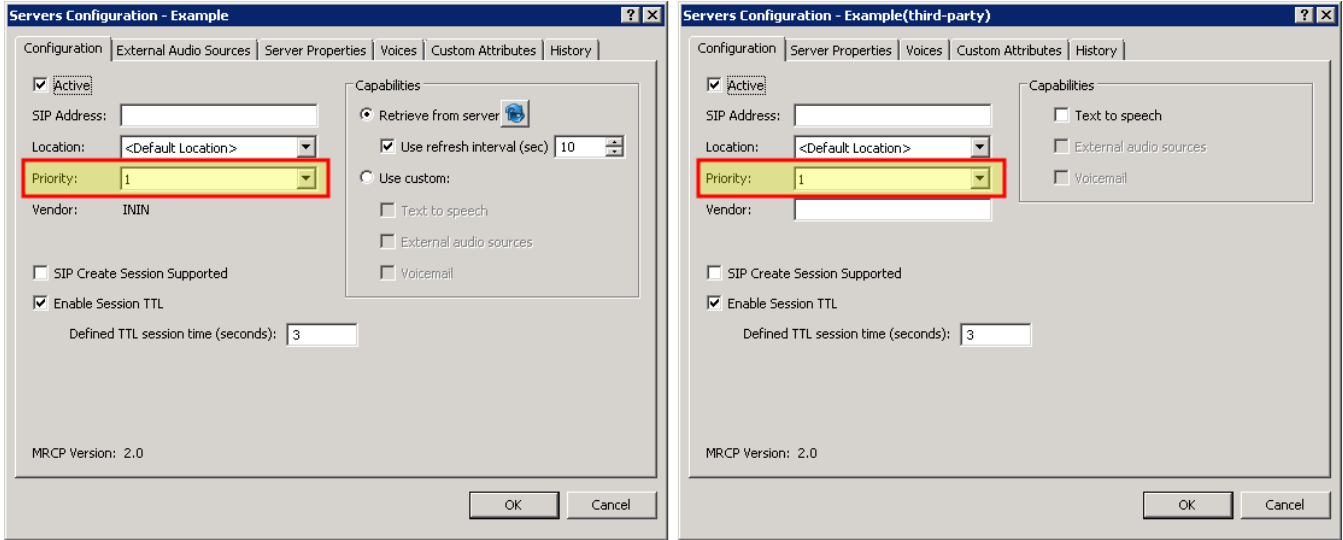 Servers Configuration - Example
Configuration External Audio Sources Server Properties Voices Custom Attributes History
Active
SIP Address:
Location: <Default Location>
Priority: 1
Vendor: ININ
SIP Create Session Supported
Enable Session TTL
Defined TTL session time (seconds): 3
MRCP Version: 2.0
Capabilities
Retrieve from server
Use refresh interval (sec) 10
Use custom:
Text to speech
External audio sources
Voicemail
OK Cancel
Servers Configuration - Example(third-party)
Configuration Server Properties Voices Custom Attributes History
Active
SIP Address:
Location: <Default Location>
Priority: 1
Vendor:
SIP Create Session Supported
Enable Session TTL
Defined TTL session time (seconds): 3
MRCP Version: 2.0
Capabilities
Text to speech
External audio sources
Voicemail
OK Cancel